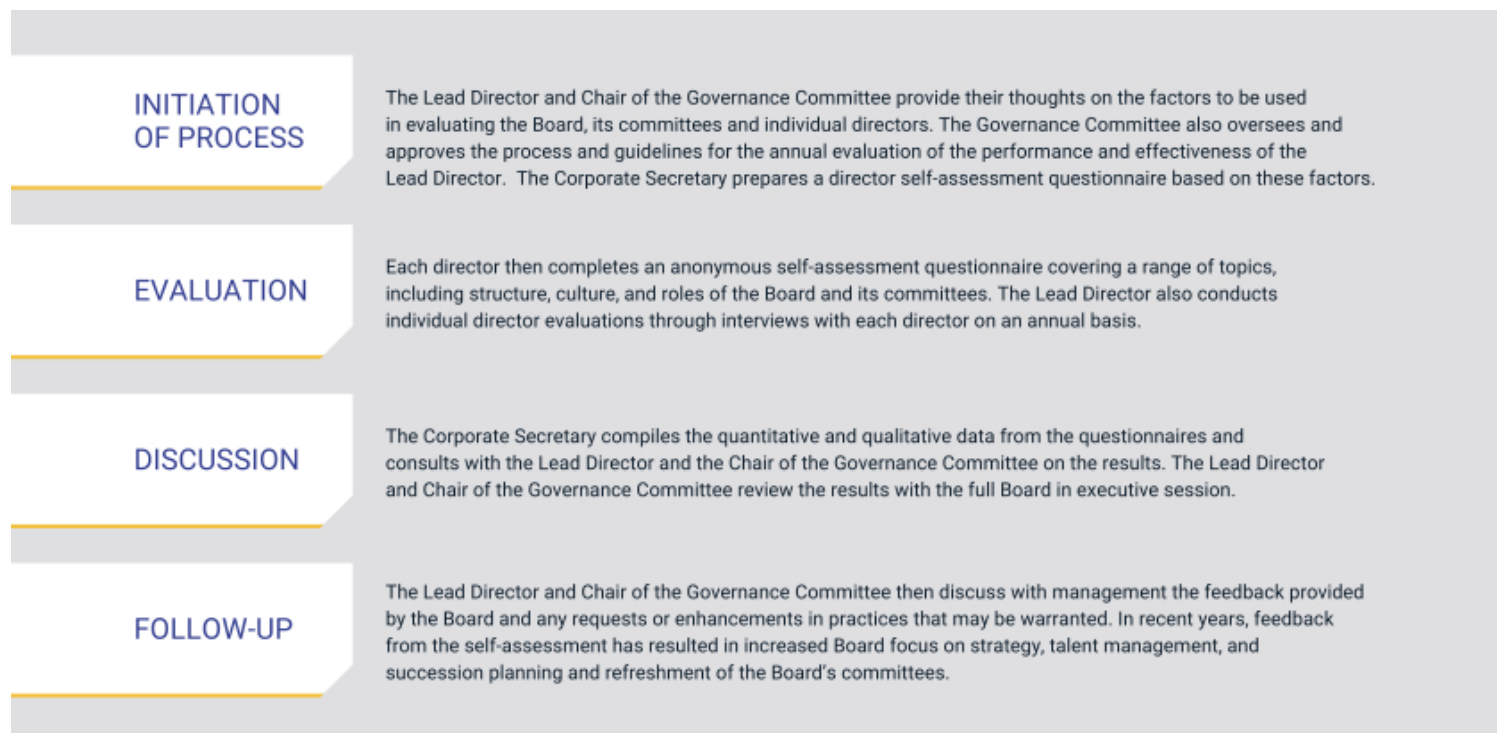 INITIATION
OF PROCESS
The Lead Director and Chair of the Governance Committee provide their thoughts on the factors to be used
in evaluating the Board, its committees and individual directors. The Governance Committee also oversees and
approves the process and guidelines for the annual evaluation of the performance and effectiveness of the
Lead Director.  The Corporate Secretary prepares a director self-assessment questionnaire based on these factors.
EVALUATION
Each director then completes an anonymous self-assessment questionnaire covering a range of topics,
including structure, culture, and roles of the Board and its committees. The Lead Director also conducts
individual director evaluations through interviews with each director on an annual basis.
DISCUSSION
The Corporate Secretary compiles the quantitative and qualitative data from the questionnaires and
consults with the Lead Director and the Chair of the Governance Committee on the results. The Lead Director
and Chair of the Governance Committee review the results with the full Board in executive session.
FOLLOW-UP
The Lead Director and Chair of the Governance Committee then discuss with management the feedback provided
by the Board and any requests or enhancements in practices that may be warranted. In recent years, feedback
from the self-assessment has resulted in increased Board focus on strategy, talent management, and
succession planning and refreshment of the Board's committees.